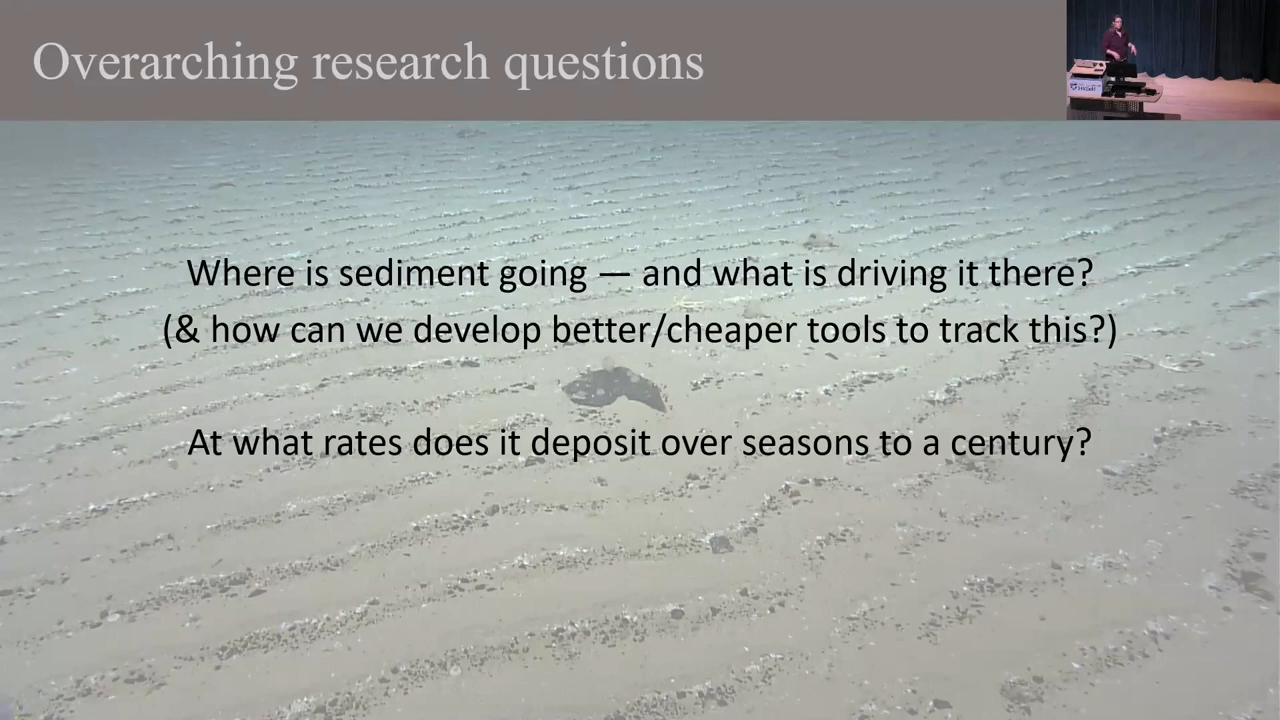 Overarching research questions
Where is sediment going — and what is driving it there?
(& how can we develop better/cheaper tools to track this?)
At what rates does it deposit over seasons to a century?